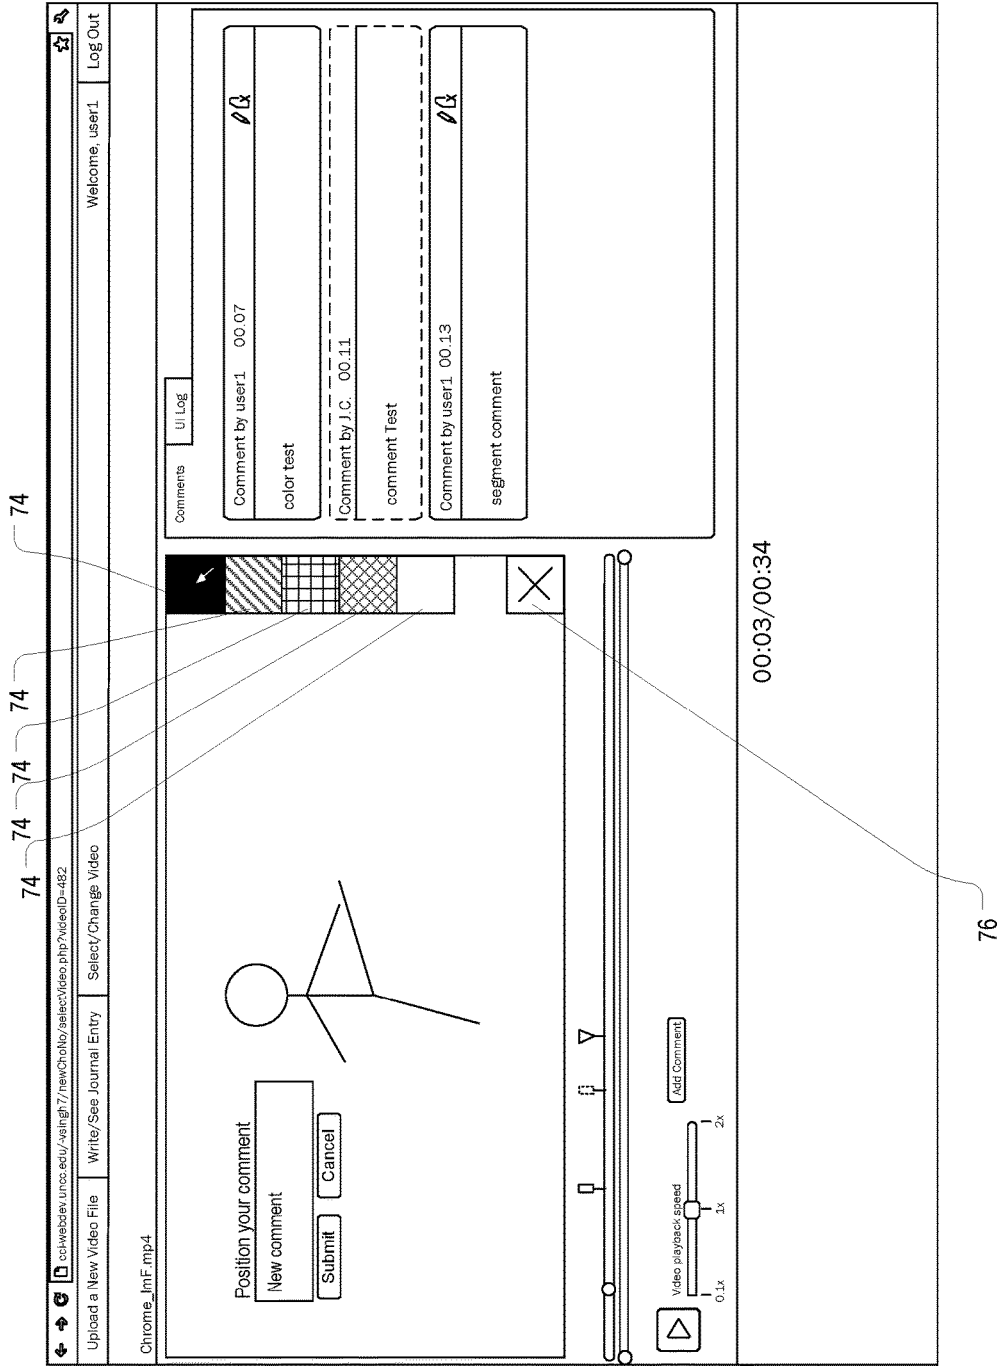 ccl-webdev.uncc.edu/~vsingh7/newChoNo/selectVideo.php?videoID=482
Upload a New Video File
Write/See Journal Entry
Select/Change Video
Welcome, user1
Log Out
Chrome_ImF.mp4
Position your comment
New comment
Submit
Cancel
74
74
74
74
74
76
Comments
UI Log
Comment by user1 00.07
color test
Comment by J.C. 00.11
comment Test
Comment by user1 00.13
segment comment
Video playback speed
0.1x
1x
2x
Add Comment
00:03/00:34